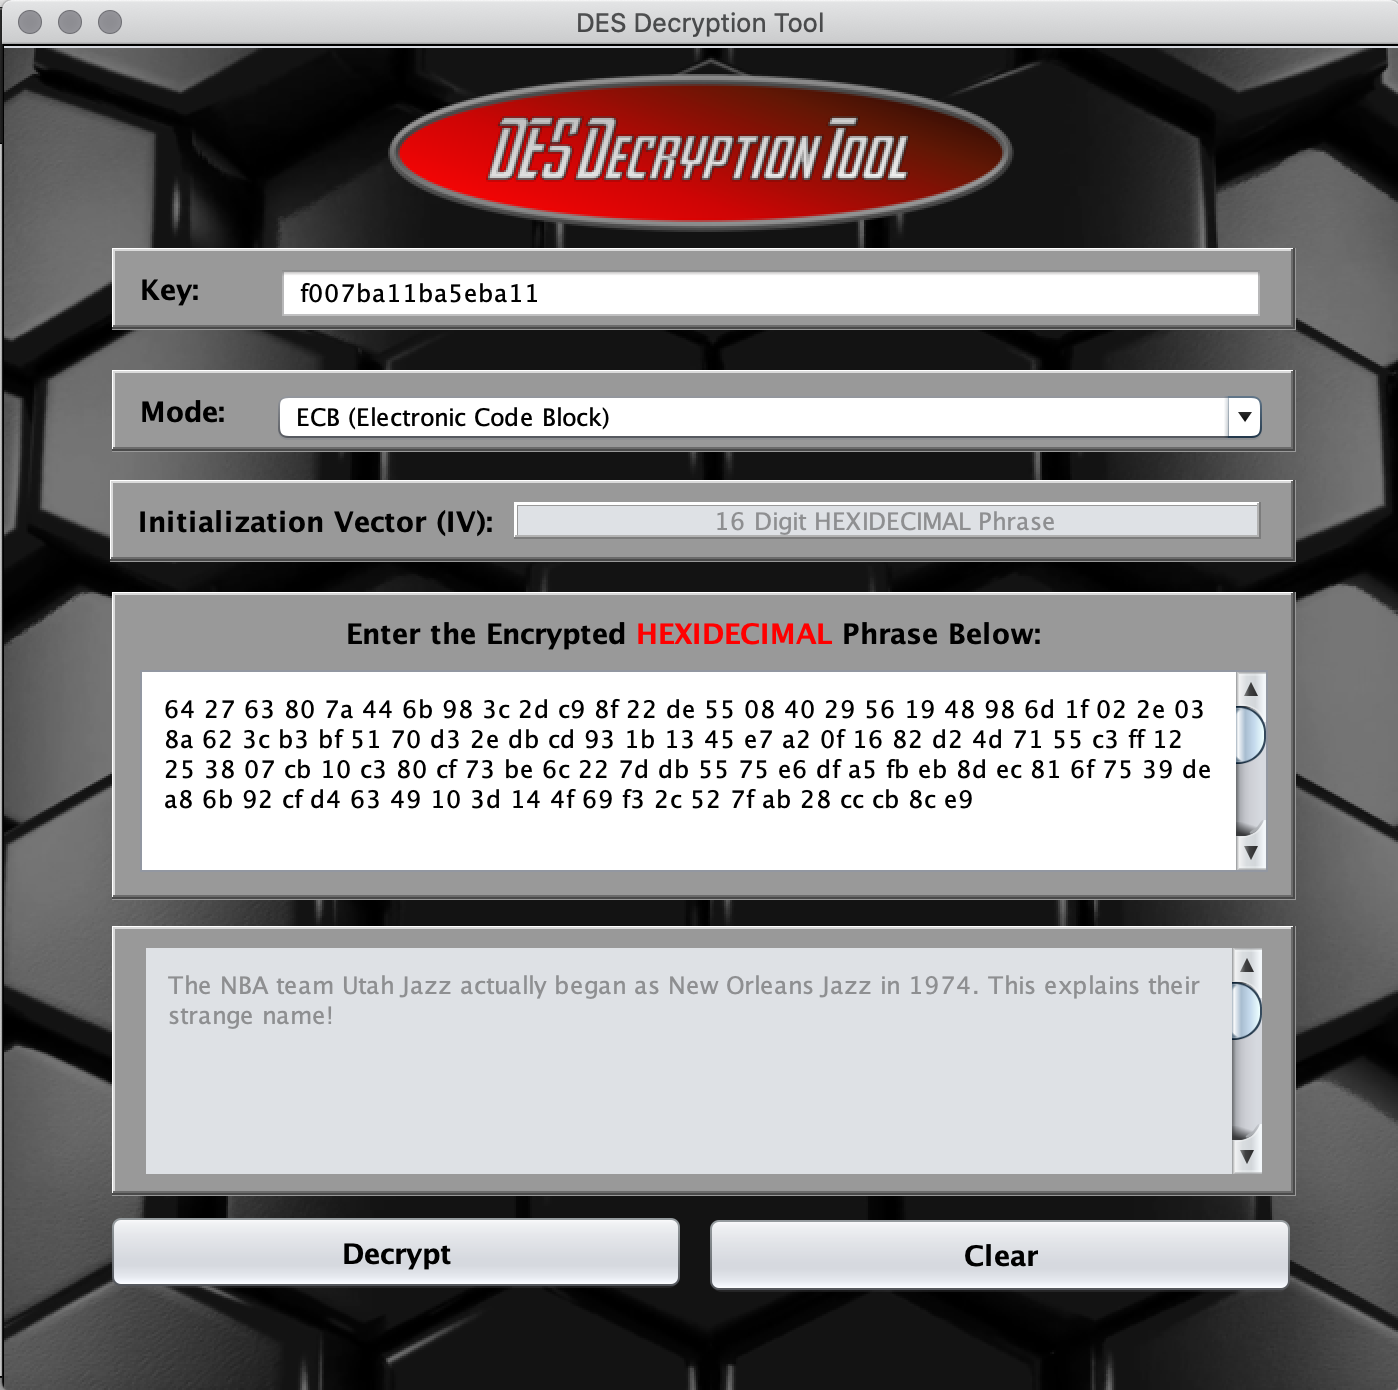 DES Decryption Tool
DES DECRYPTION TOOL
Key:
f007ba11ba5eba11
Mode:
ECB (Electronic Code Block)
Initialization Vector (IV):
16 Digit HEXIDECIMAL Phrase
Enter the Encrypted HEXIDECIMAL Phrase Below:
64 27 63 80 7a 44 6b 98 3c 2d c9 8f 22 de 55 08 40 29 56 19 48 98 6d 1f 02 2e 03
8a 62 3c b3 bf 51 70 d3 2e db cd 93 1b 13 45 e7 a2 0f 16 82 d2 4d 71 55 c3 ff 12
25 38 07 cb 10 c3 80 cf 73 be 6c 22 7d db 55 75 e6 df a5 fb eb 8d ec 81 6f 75 39 de
a8 6b 92 cf d4 63 49 10 3d 14 4f 69 f3 2c 52 7f ab 28 cc cb 8c e9
The NBA team Utah Jazz actually began as New Orleans Jazz in 1974. This explains their
strange name!
Decrypt
Clear